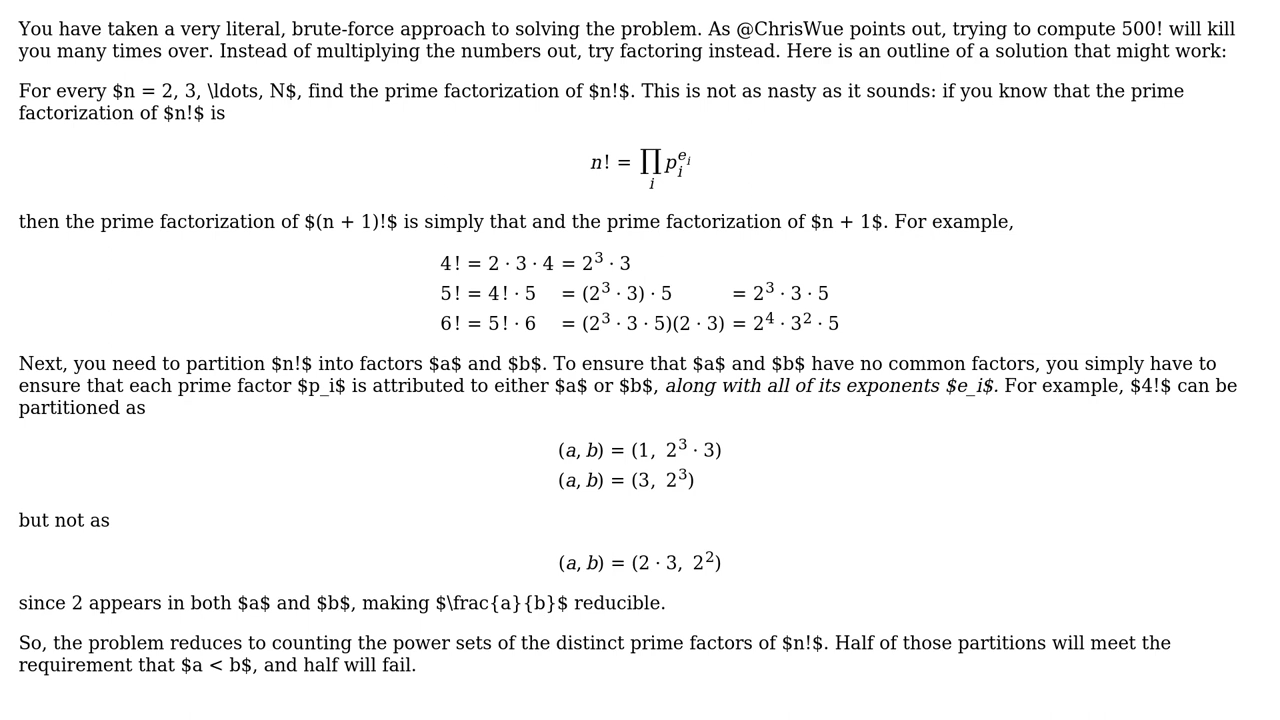 You have taken a very literal, brute-force approach to solving the problem. As @ChrisWue points out, trying to compute 500! will kill
you many times over. Instead of multiplying the numbers out, try factoring instead. Here is an outline of a solution that might work:
For every $n = 2, 3, \ldots, N$, find the prime factorization of $n!$. This is not as nasty as it sounds: if you know that the prime
factorization of $n!$ is
n! = ∏_i p_i^{e_i}
then the prime factorization of $(n + 1)!$ is simply that and the prime factorization of $n + 1$. For example,
4! = 2 · 3 · 4 = 2³ · 3
5! = 4! · 5 = (2³ · 3) · 5 = 2³ · 3 · 5
6! = 5! · 6 = (2³ · 3 · 5)(2 · 3) = 2⁴ · 3² · 5
Next, you need to partition $n!$ into factors $a$ and $b$. To ensure that $a$ and $b$ have no common factors, you simply have to
ensure that each prime factor $p_i$ is attributed to either $a$ or $b$, along with all of its exponents $e_i$. For example, $4!$ can be
partitioned as
(a, b) = (1, 2³ · 3)
(a, b) = (3, 2³)
but not as
(a, b) = (2 · 3, 2²)
since 2 appears in both $a$ and $b$, making $\frac{a}{b}$ reducible.
So, the problem reduces to counting the power sets of the distinct prime factors of $n!$. Half of those partitions will meet the
requirement that $a < b$, and half will fail.